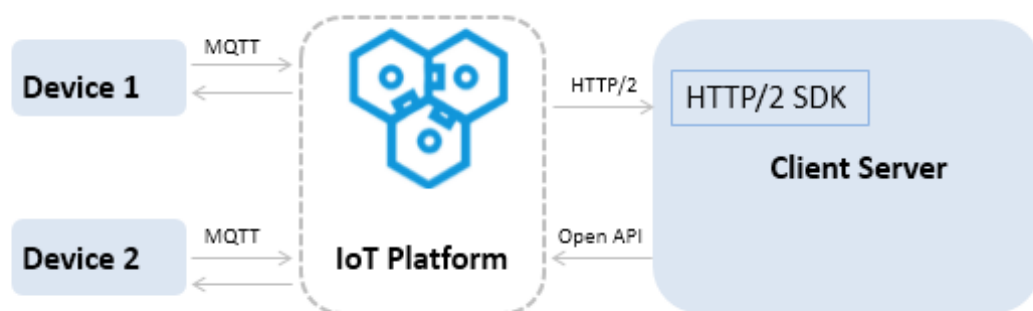 MQTT
Device 1
HTTP/2
HTTP/2 SDK
Client Server
MQTT
Device 2
IoT Platform
Open API